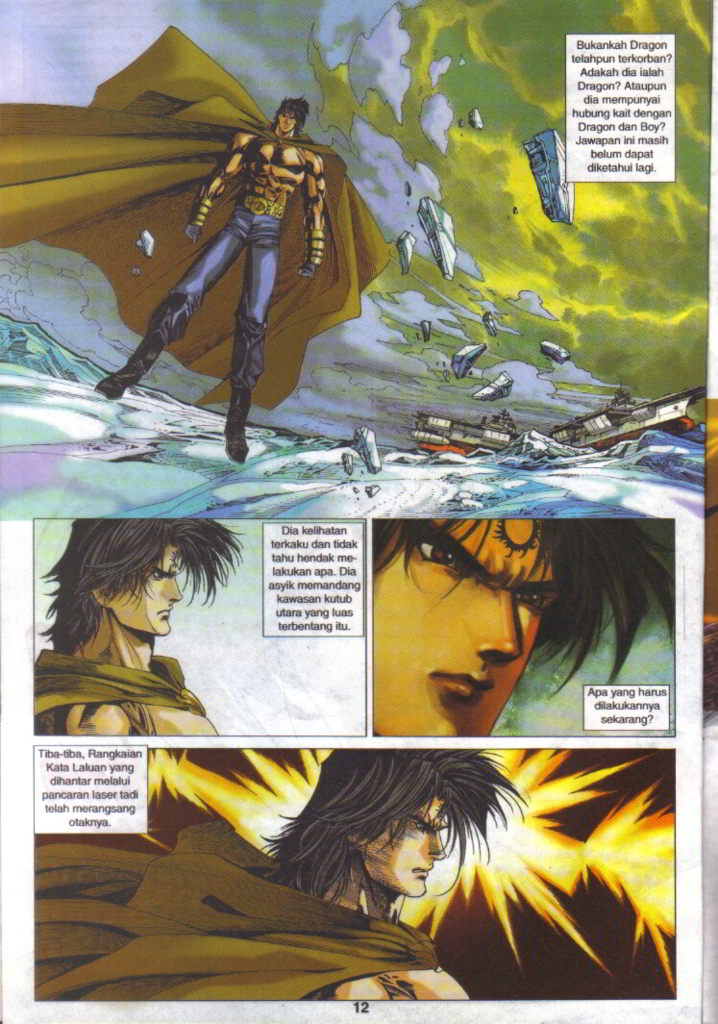 Bukankah Dragon
telahpun terkorban?
Adakah dia ialah
Dragon? Ataupun
dia mempunyai
hubung kait dengan
Dragon dan Boy?
Jawapan ini masih
belum dapat
diketahui lagi.
Dia kelihatan
terkaku dan tidak
tahu hendak me-
lakukan apa. Dia
asyik memandang
kawasan kutub
utara yang luas
terbentang itu.
Apa yang harus
dilakukannya
sekarang?
Tiba-tiba, Rangkaian
Kata Laluan yang
dihantar melalui
pancaran laser tadi
telah merangsang
otaknya.
12